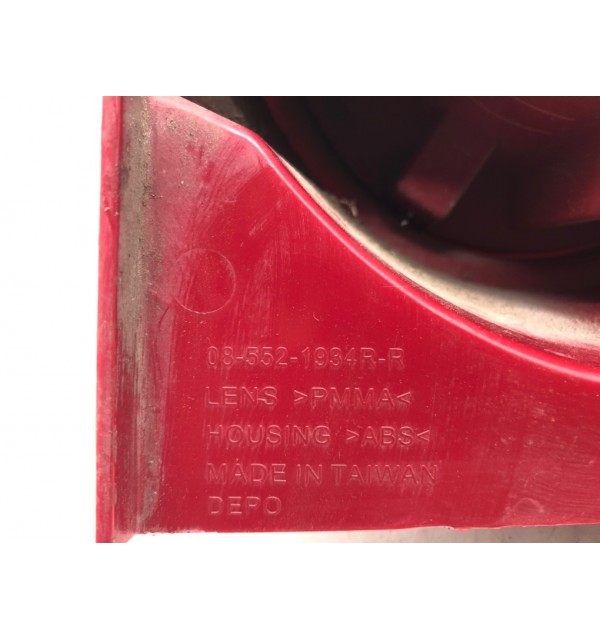 08-552-1934R-R
LENS >PMMA<
HOUSING >ABS<
MADE IN TAIWAN
DEPO